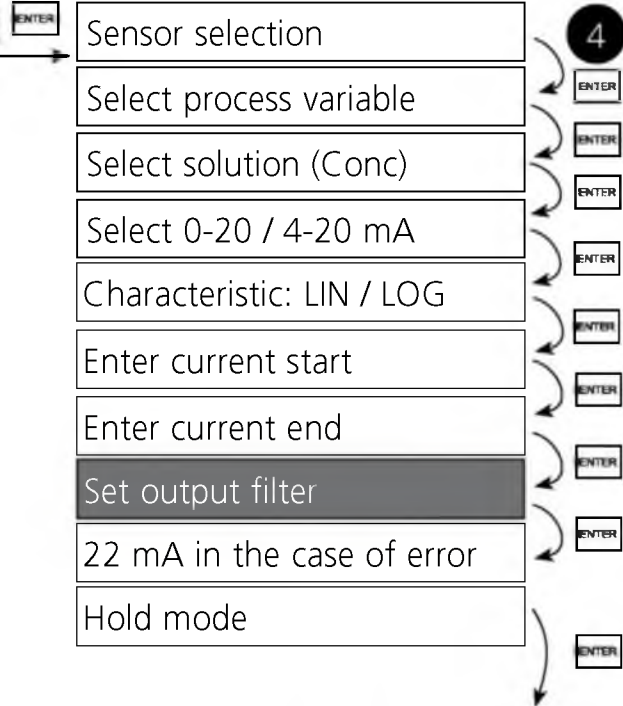 ENTER
Sensor selection
4
ENTER
Select process variable
ENTER
Select solution (Conc)
ENTER
Select 0-20 / 4-20 mA
ENTER
Characteristic: LIN / LOG
ENTER
Enter current start
ENTER
Enter current end
ENTER
Set output filter
ENTER
22 mA in the case of error
Hold mode
ENTER